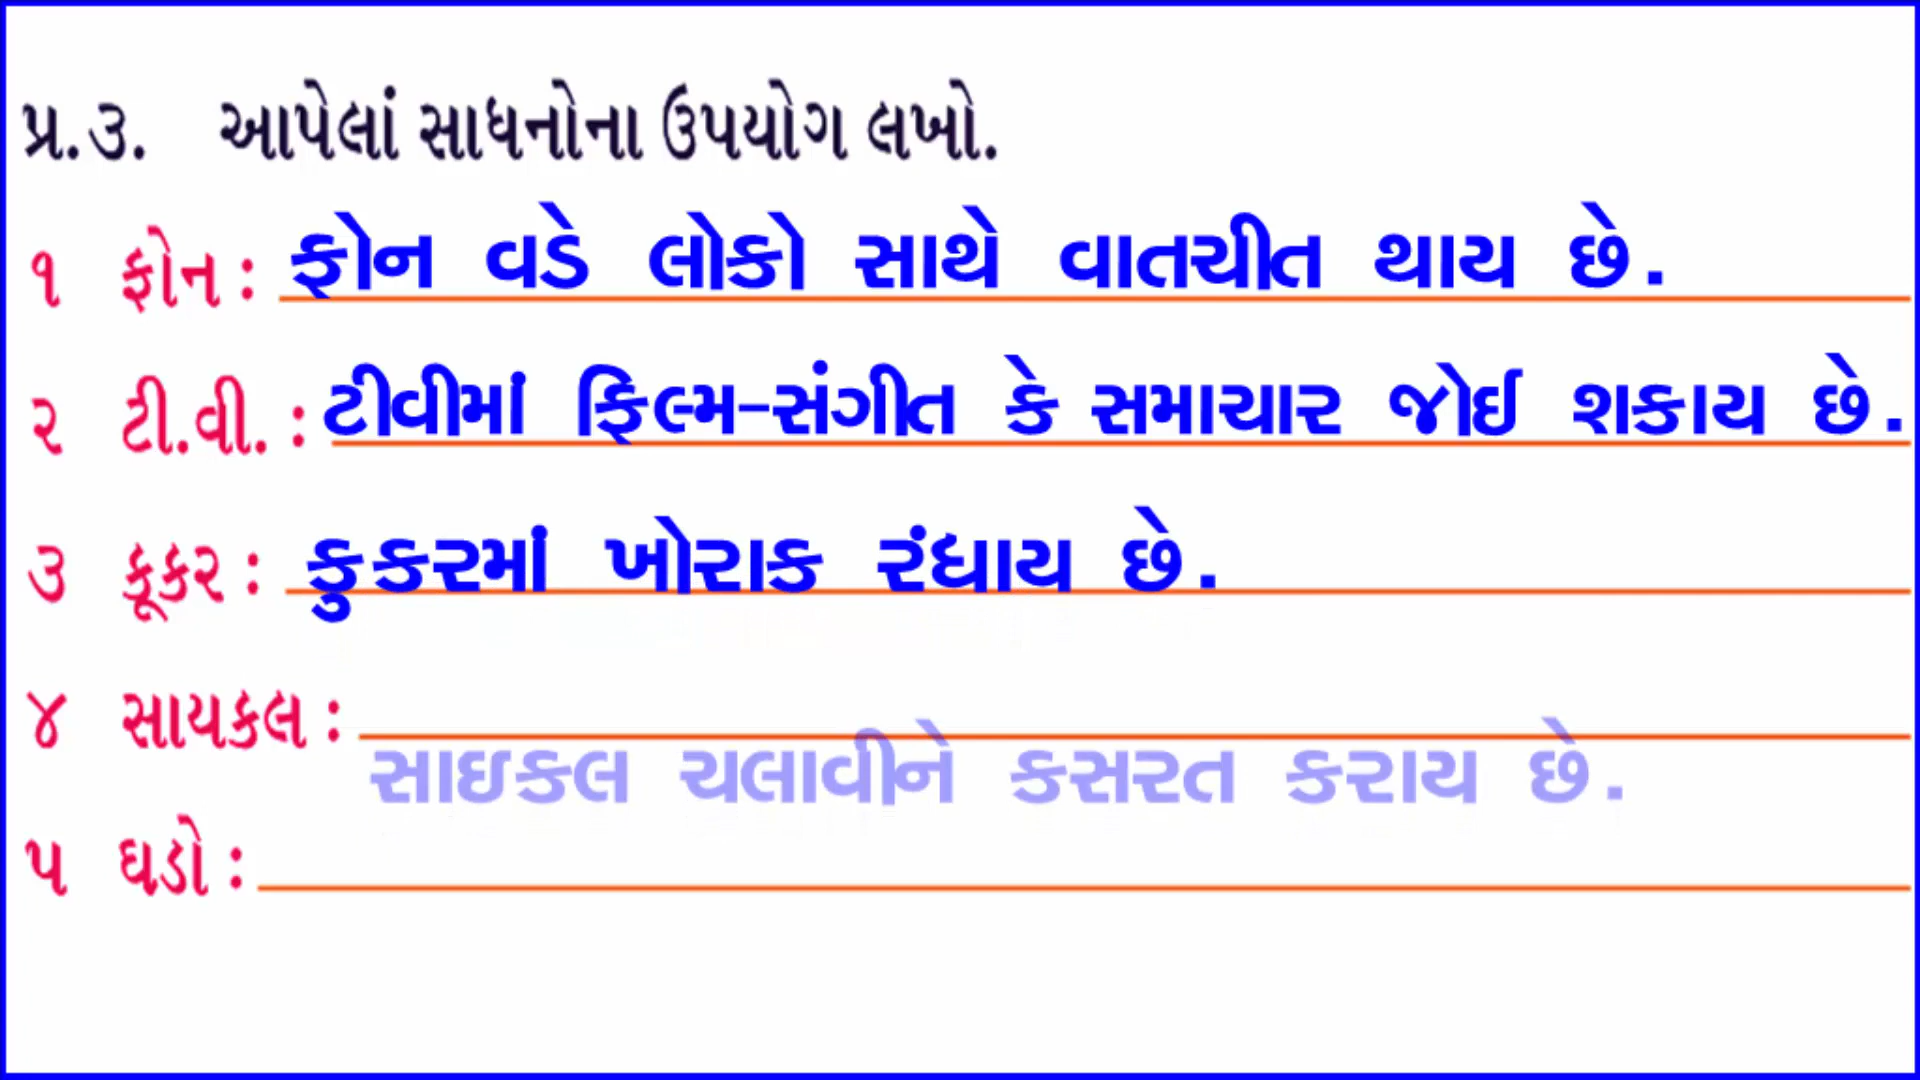 પ્ર.૩. આપેલાં સાધનોના ઉપયોગ લખો.
૧ ફોન : ફોન વડે લોકો સાથે વાતચીત થાય છે.
૨ ટી.વી. : ટીવીમાં ફિલ્મ-સંગીત કે સમાચાર જોઈ શકાય છે.
૩ કૂકર : કુકરમાં ખોરાક રંધાય છે.
૪ સાયકલ :
સાઇકલ ચલાવીને કસરત કરાય છે.
૫ ઘડો :